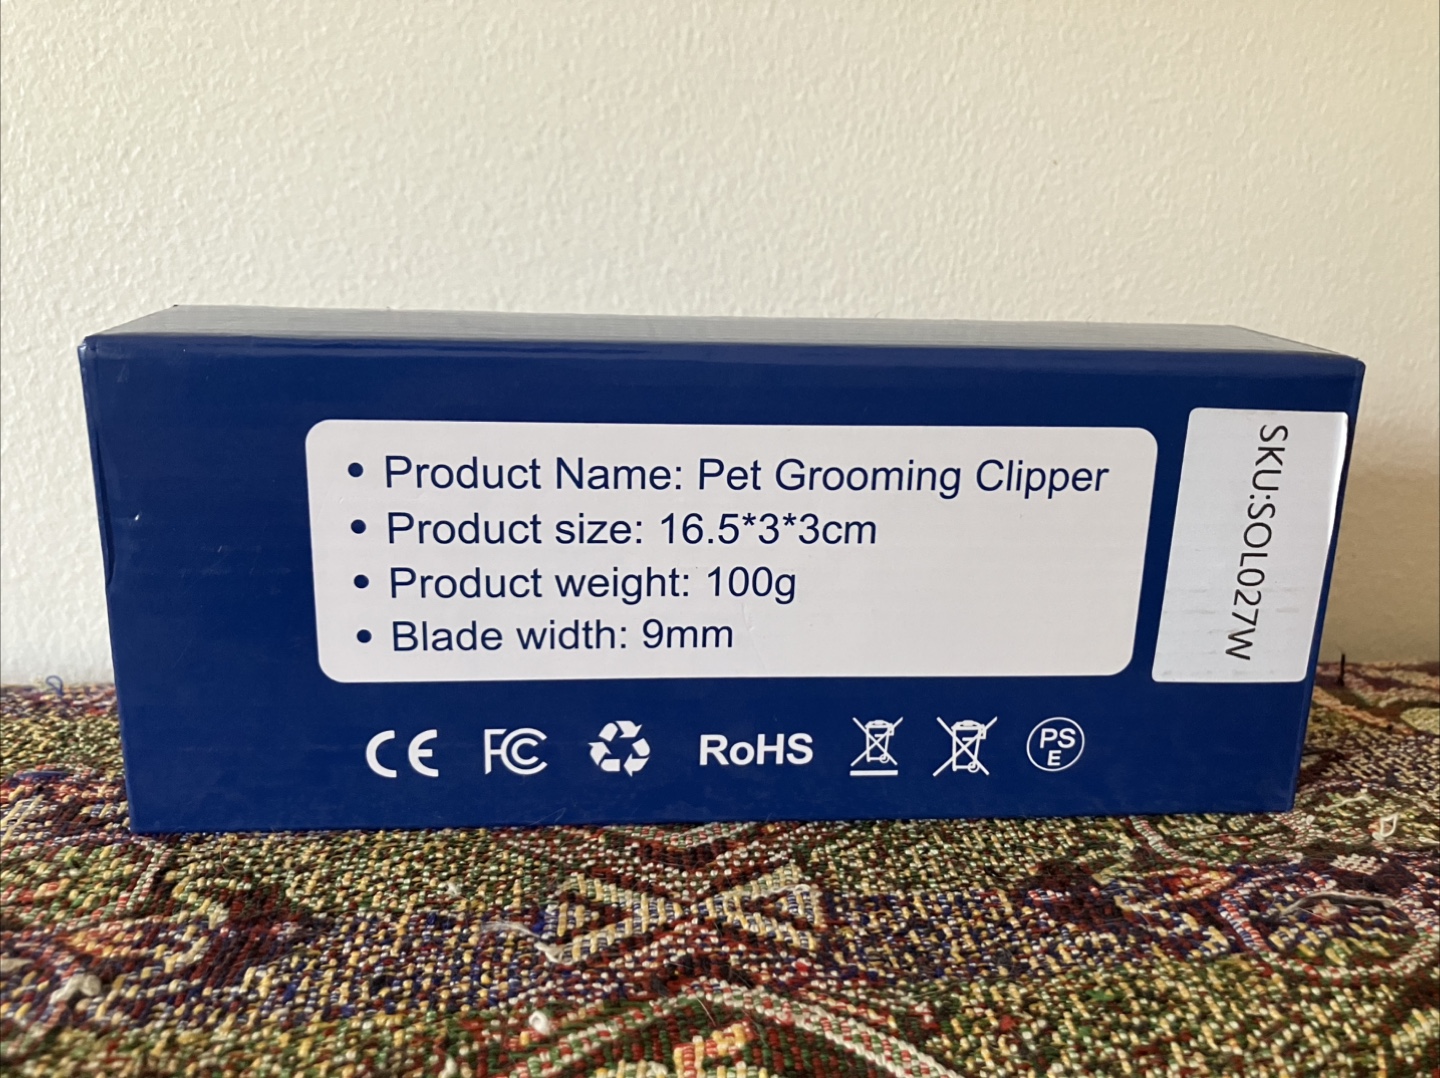 • Product Name: Pet Grooming Clipper
• Product size: 16.5*3*3cm
• Product weight: 100g
• Blade width: 9mm
SKU:SOL027W
CE FC RoHS PS
E